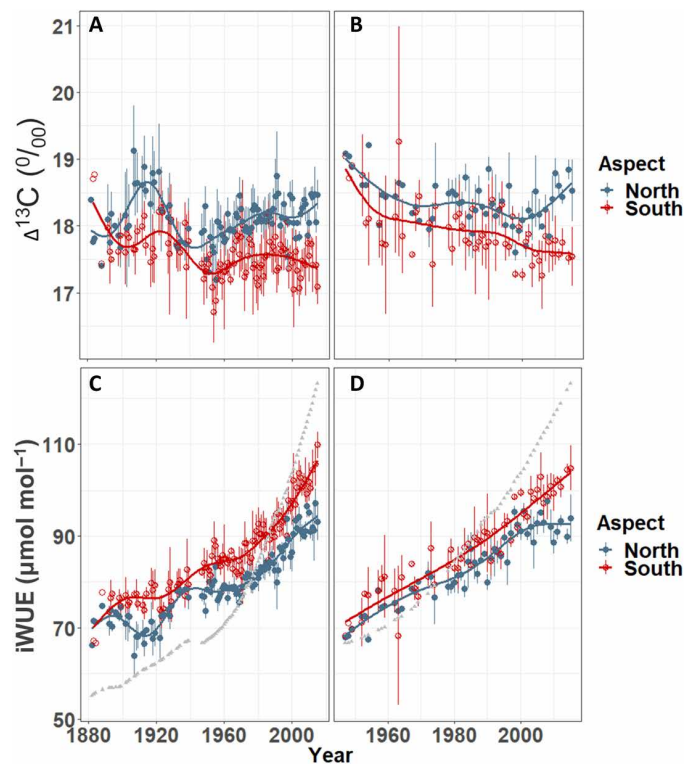 A
B
21
20
19
18
17
Δ13C (0/00)
Aspect
North
South
C
D
110
90
70
50
iWUE (μmol mol−1)
Aspect
North
South
1880 1920 1960 2000
1960 1980 2000
Year